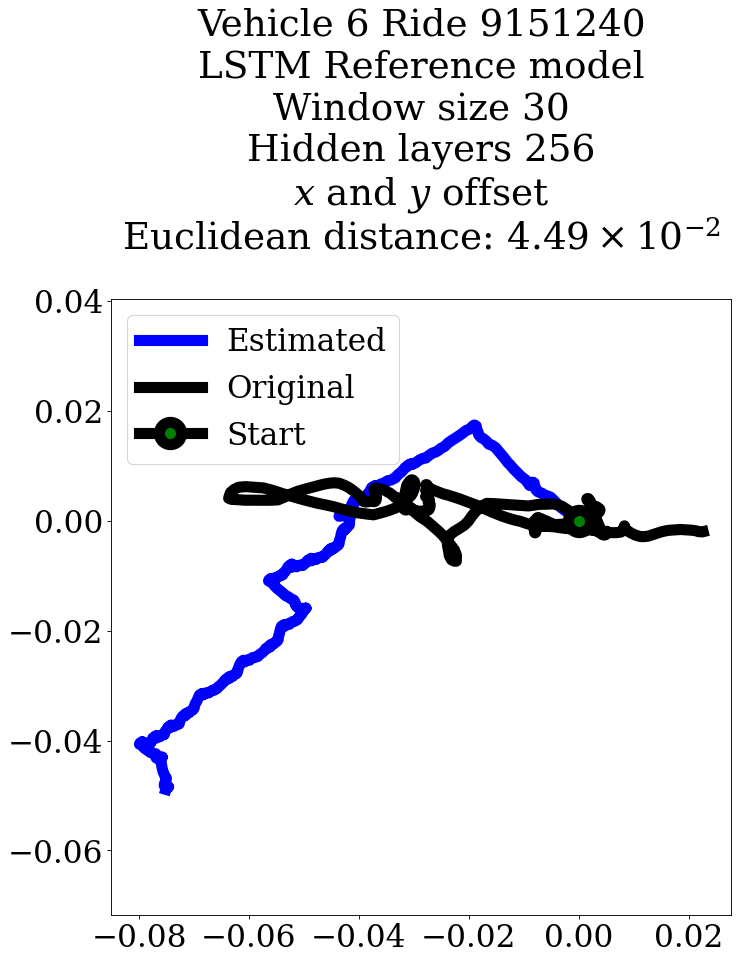 Vehicle 6 Ride 9151240
LSTM Reference model
Window size 30
Hidden layers 256
x and y offset
Euclidean distance: 4.49 × 10⁻²
0.04
0.02
0.00
−0.02
−0.04
−0.06
Estimated
Original
Start
−0.08 −0.06 −0.04 −0.02 0.00 0.02